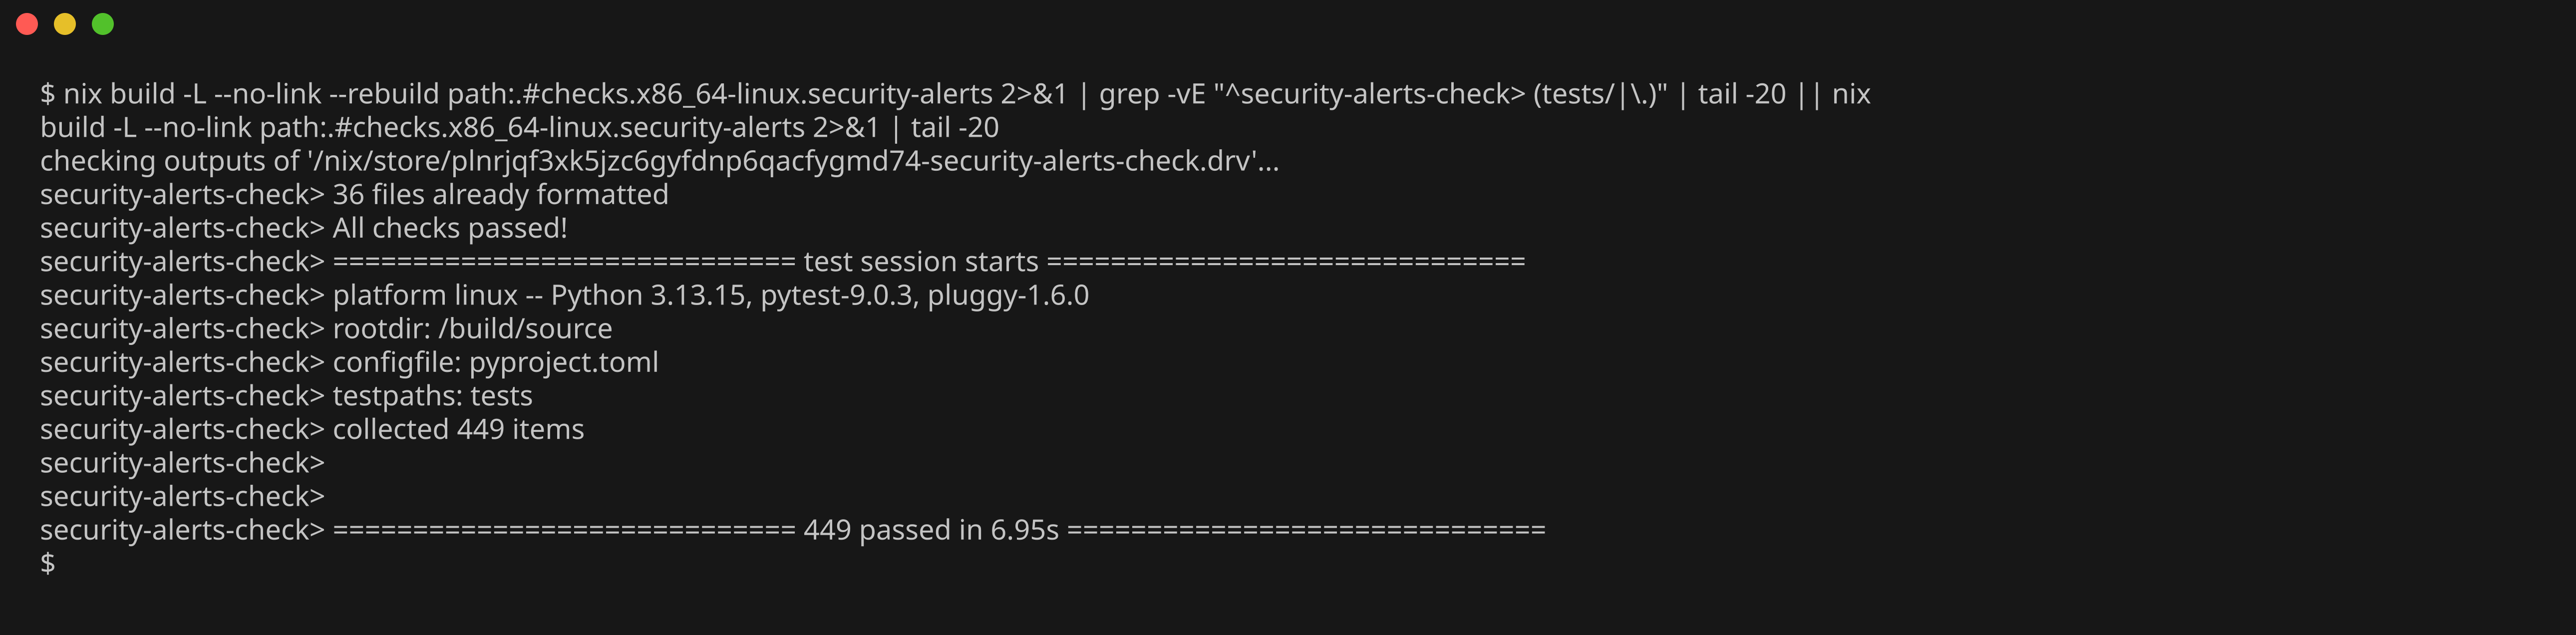 $ nix build -L --no-link --rebuild path:.#checks.x86_64-linux.security-alerts 2>&1 | grep -vE "^security-alerts-check> (tests/|\.)" | tail -20 || nix
build -L --no-link path:.#checks.x86_64-linux.security-alerts 2>&1 | tail -20
checking outputs of '/nix/store/plnrjqf3xk5jzc6gyfdnp6qacfygmd74-security-alerts-check.drv'...
security-alerts-check> 36 files already formatted
security-alerts-check> All checks passed!
security-alerts-check> ============================= test session starts ==============================
security-alerts-check> platform linux -- Python 3.13.15, pytest-9.0.3, pluggy-1.6.0
security-alerts-check> rootdir: /build/source
security-alerts-check> configfile: pyproject.toml
security-alerts-check> testpaths: tests
security-alerts-check> collected 449 items
security-alerts-check>
security-alerts-check>
security-alerts-check> ============================= 449 passed in 6.95s ==============================
$